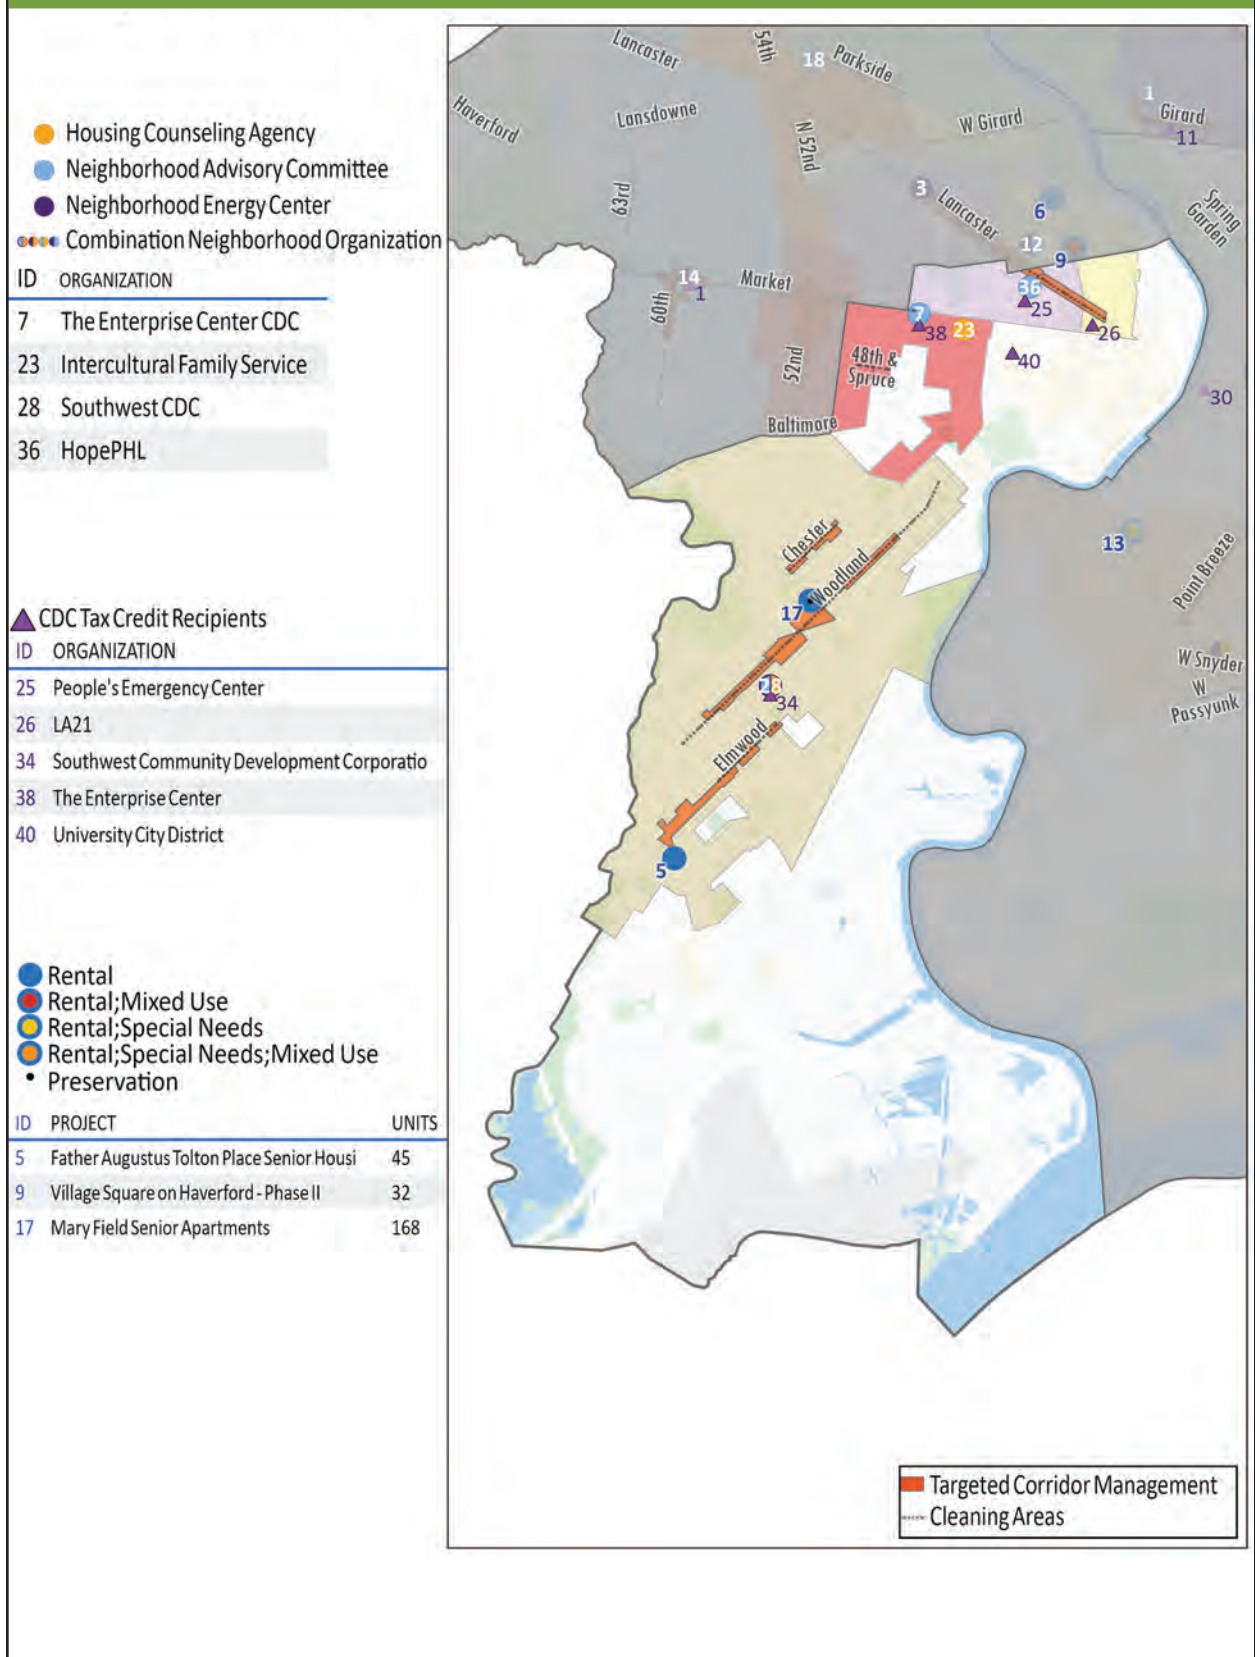 Housing Counseling Agency
Neighborhood Advisory Committee
Neighborhood Energy Center
Combination Neighborhood Organization
ID ORGANIZATION
7 The Enterprise Center CDC
23 Intercultural Family Service
28 Southwest CDC
36 HopePHL
CDC Tax Credit Recipients
ID ORGANIZATION
25 People's Emergency Center
26 LA21
34 Southwest Community Development Corporatio
38 The Enterprise Center
40 University City District
Rental
Rental;Mixed Use
Rental;Special Needs
Rental;Special Needs;Mixed Use
Preservation
ID PROJECT UNITS
5 Father Augustus Tolton Place Senior Housi 45
9 Village Square on Haverford - Phase II 32
17 Mary Field Senior Apartments 168
Lancaster
54th
18
Parkside
Haverford
Lansdowne
N 52nd
W Girard
1
Girard
11
63rd
3
Lancaster
6
Spring
Garden
12
9
14
1
Market
60th
36
25
7
38
23
26
40
52nd
48th &
Spruce
30
Baltimore
Chester
Woodland
17
13
Point Breeze
W Snyder
W
Passyunk
28
34
Elmwood
5
Targeted Corridor Management
Cleaning Areas